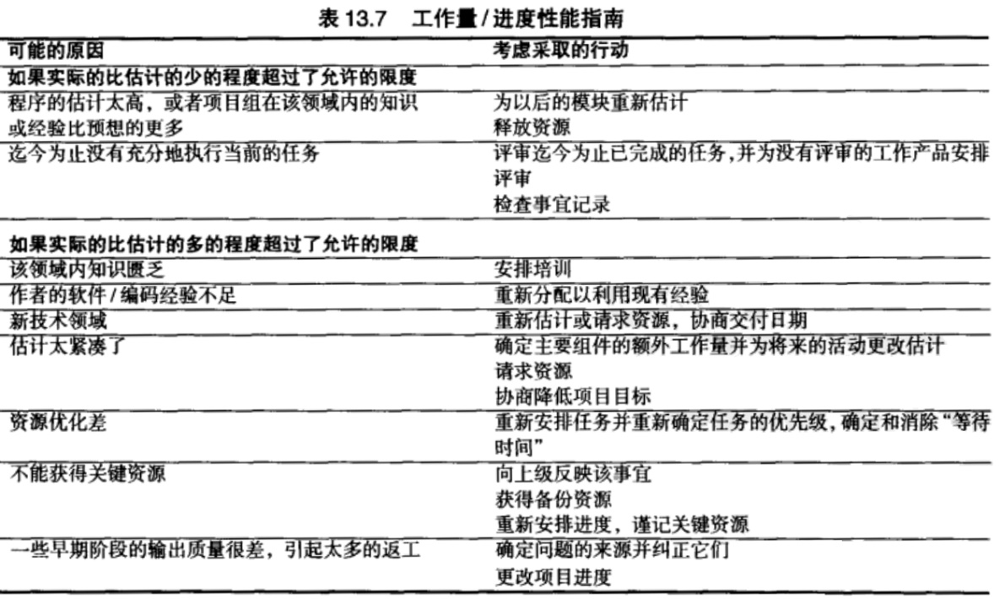 表 13.7 工作量/进度性能指南
可能的原因 考虑采取的行动
如果实际的比估计的少的程度超过了允许的限度
程序的估计太高，或者项目组在该领域内的知识 为以后的模块重新估计
或经验比预想的更多 释放资源
迄今为止没有充分地执行当前的任务 评审迄今为止已完成的任务，并为没有评审的工作产品安排
评审
检查事宜记录
如果实际的比估计的多的程度超过了允许的限度
该领域内知识匮乏 安排培训
作者的软件/编码经验不足 重新分配以利用现有经验
新技术领域 重新估计或请求资源，协商交付日期
估计太紧凑了 确定主要组件的额外工作量并为将来的活动更改估计
请求资源
协商降低项目目标
资源优化差 重新安排任务并重新确定任务的优先级，确定和消除“等待
时间”
不能获得关键资源 向上级反映该事宜
获得备份资源
重新安排进度，谨记关键资源
一些早期阶段的输出质量很差，引起太多的返工 确定问题的来源并纠正它们
更改项目进度